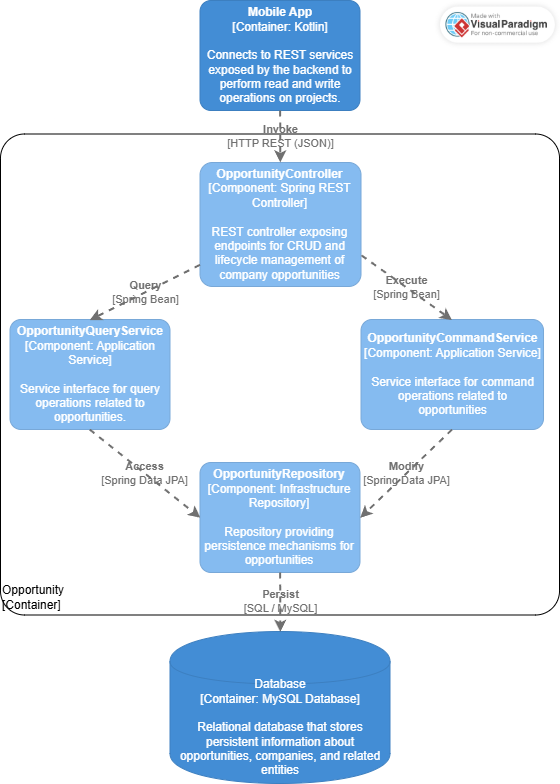 Mobile App
[Container: Kotlin]
Connects to REST services
exposed by the backend to
perform read and write
operations on projects.
Made with
VisualParadigm
For non-commercial use
Invoke
[HTTP REST (JSON)]
OpportunityController
[Component: Spring REST
Controller]
REST controller exposing
endpoints for CRUD and
lifecycle management of
company opportunities
Query
[Spring Bean]
Execute
[Spring Bean]
OpportunityQueryService
[Component: Application
Service]
Service interface for query
operations related to
opportunities.
OpportunityCommandService
[Component: Application Service]
Service interface for command
operations related to
opportunities
Access
[Spring Data JPA]
Modify
[Spring Data JPA]
OpportunityRepository
[Component: Infrastructure
Repository]
Repository providing
persistence mechanisms for
opportunities
Opportunity
[Container]
Persist
[SQL / MySQL]
Database
[Container: MySQL Database]
Relational database that stores
persistent information about
opportunities, companies, and related
entities